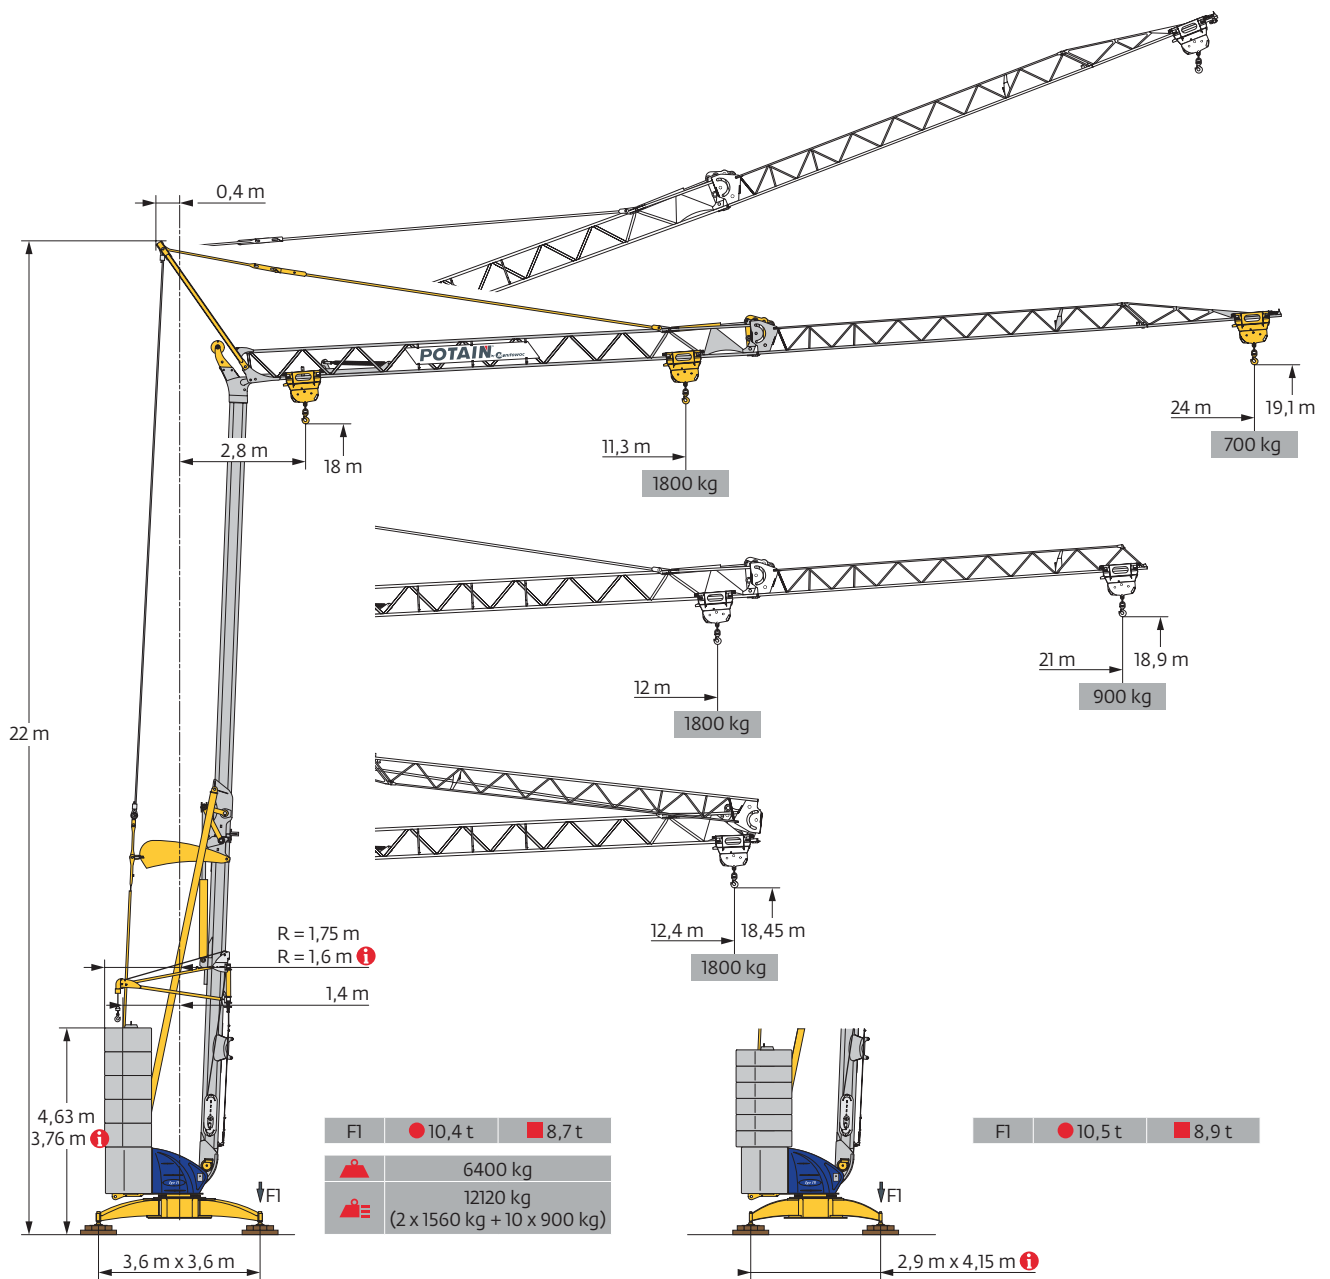 0,4 m
POTAIN
2,8 m
18 m
11,3 m
1800 kg
24 m
19,1 m
700 kg
12 m
1800 kg
21 m
18,9 m
900 kg
22 m
12,4 m
18,45 m
1800 kg
R = 1,75 m
R = 1,6 m i
1,4 m
4,63 m
3,76 m i
F1
3,6 m x 3,6 m
F1 10,4 t 8,7 t
6400 kg
12120 kg
(2 x 1560 kg + 10 x 900 kg)
F1
2,9 m x 4,15 m i
F1 10,5 t 8,9 t